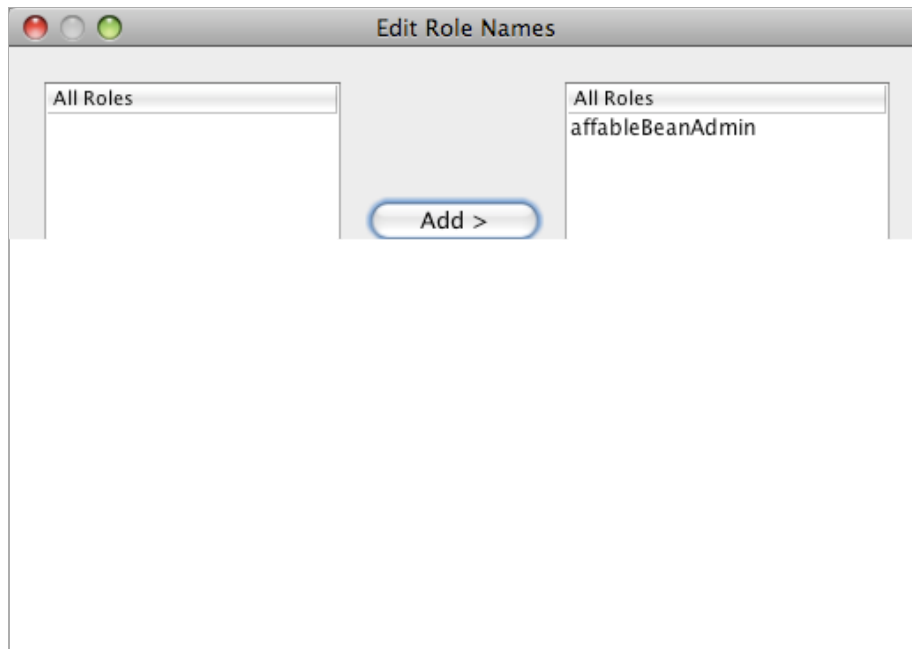 Edit Role Names
All Roles
All Roles
affableBeanAdmin
Add >